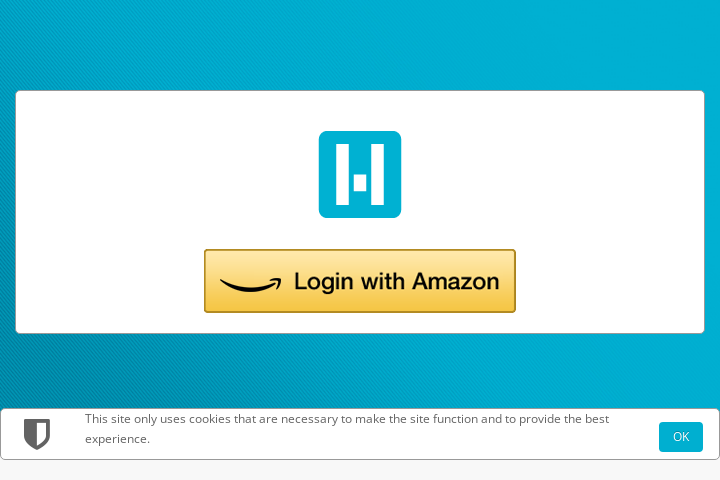 Login with Amazon
This site only uses cookies that are necessary to make the site function and to provide the best
experience.
OK